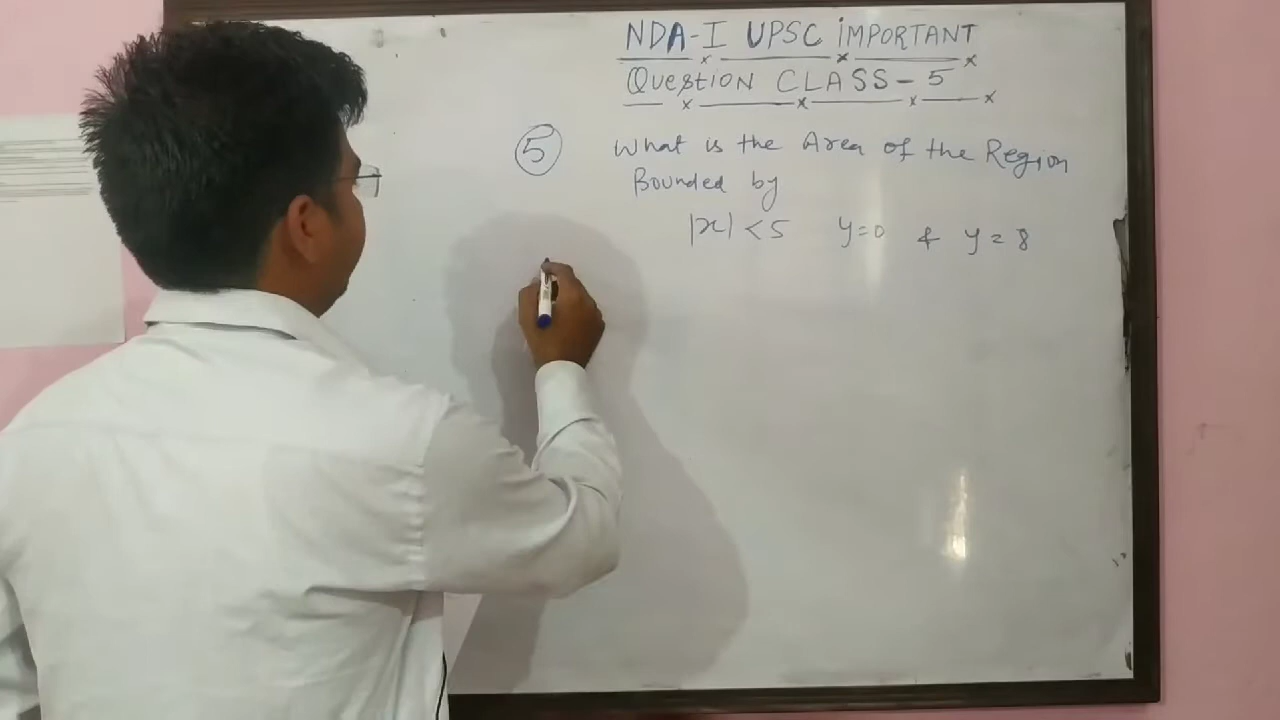 NDA-I UPSC IMPORTANT
QUESTION CLASS-5
5 What is the Area of the Region
Bounded by
|x| < 5 y=0 & y=8